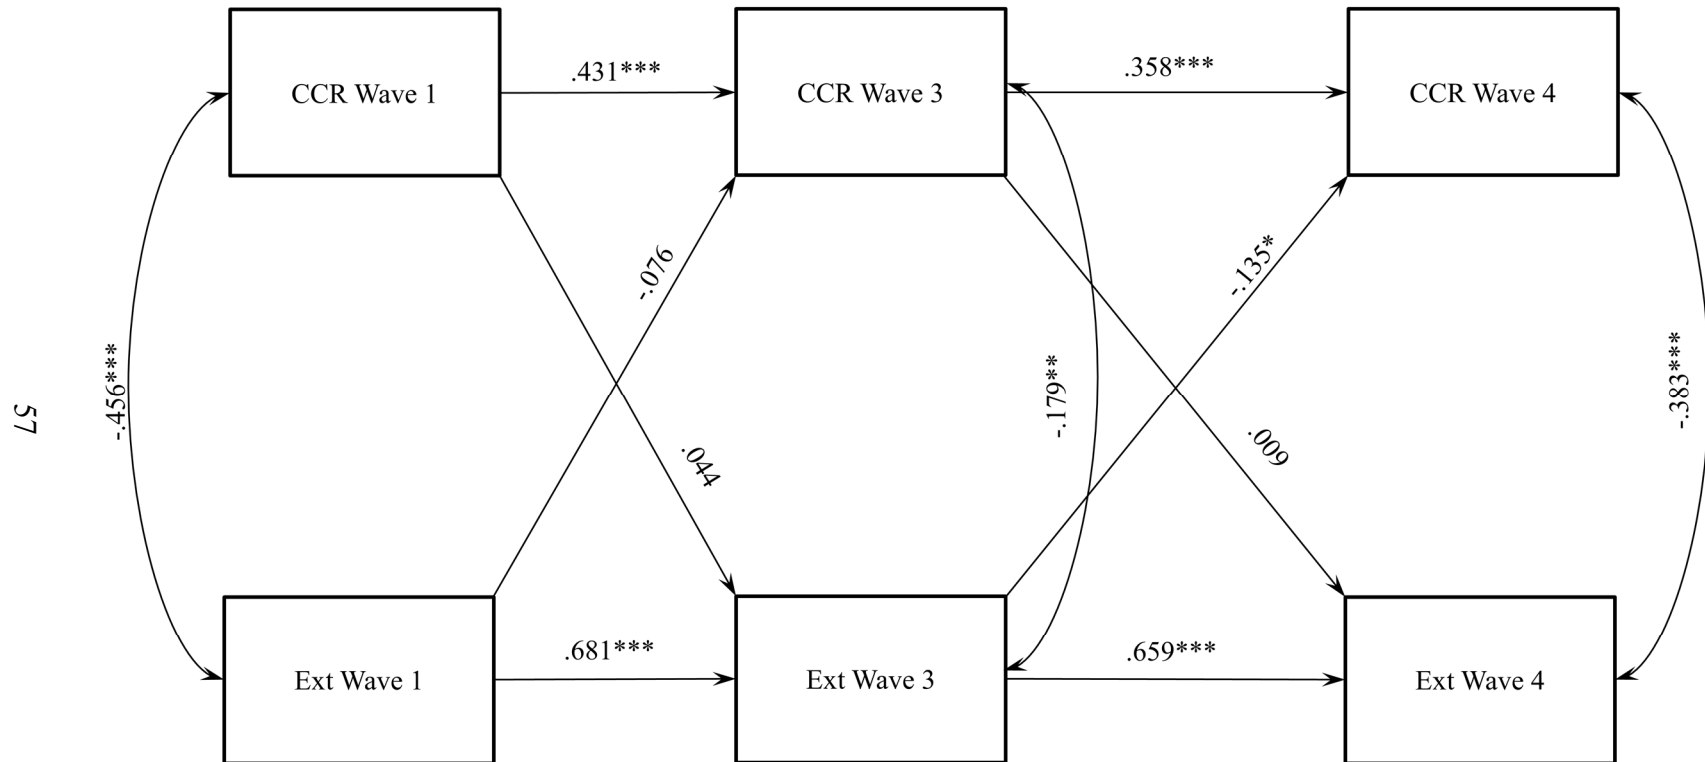 .431***
.358***
CCR Wave 1
CCR Wave 3
CCR Wave 4
-.076
-.135*
-.456***
-.179**
-.383***
57
.044
.009
.681***
.659***
Ext Wave 1
Ext Wave 3
Ext Wave 4